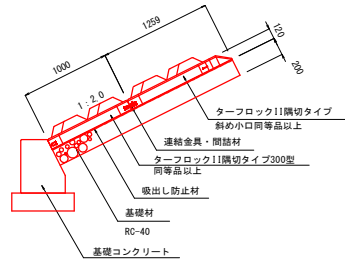 1259
1000
120
200
1:2.0
ターフロックII隅切タイプ
斜め小口同等品以上
連結金具・間詰材
ターフロックII隅切タイプ300型
同等品以上
吸出し防止材
基礎材
RC-40
基礎コンクリート